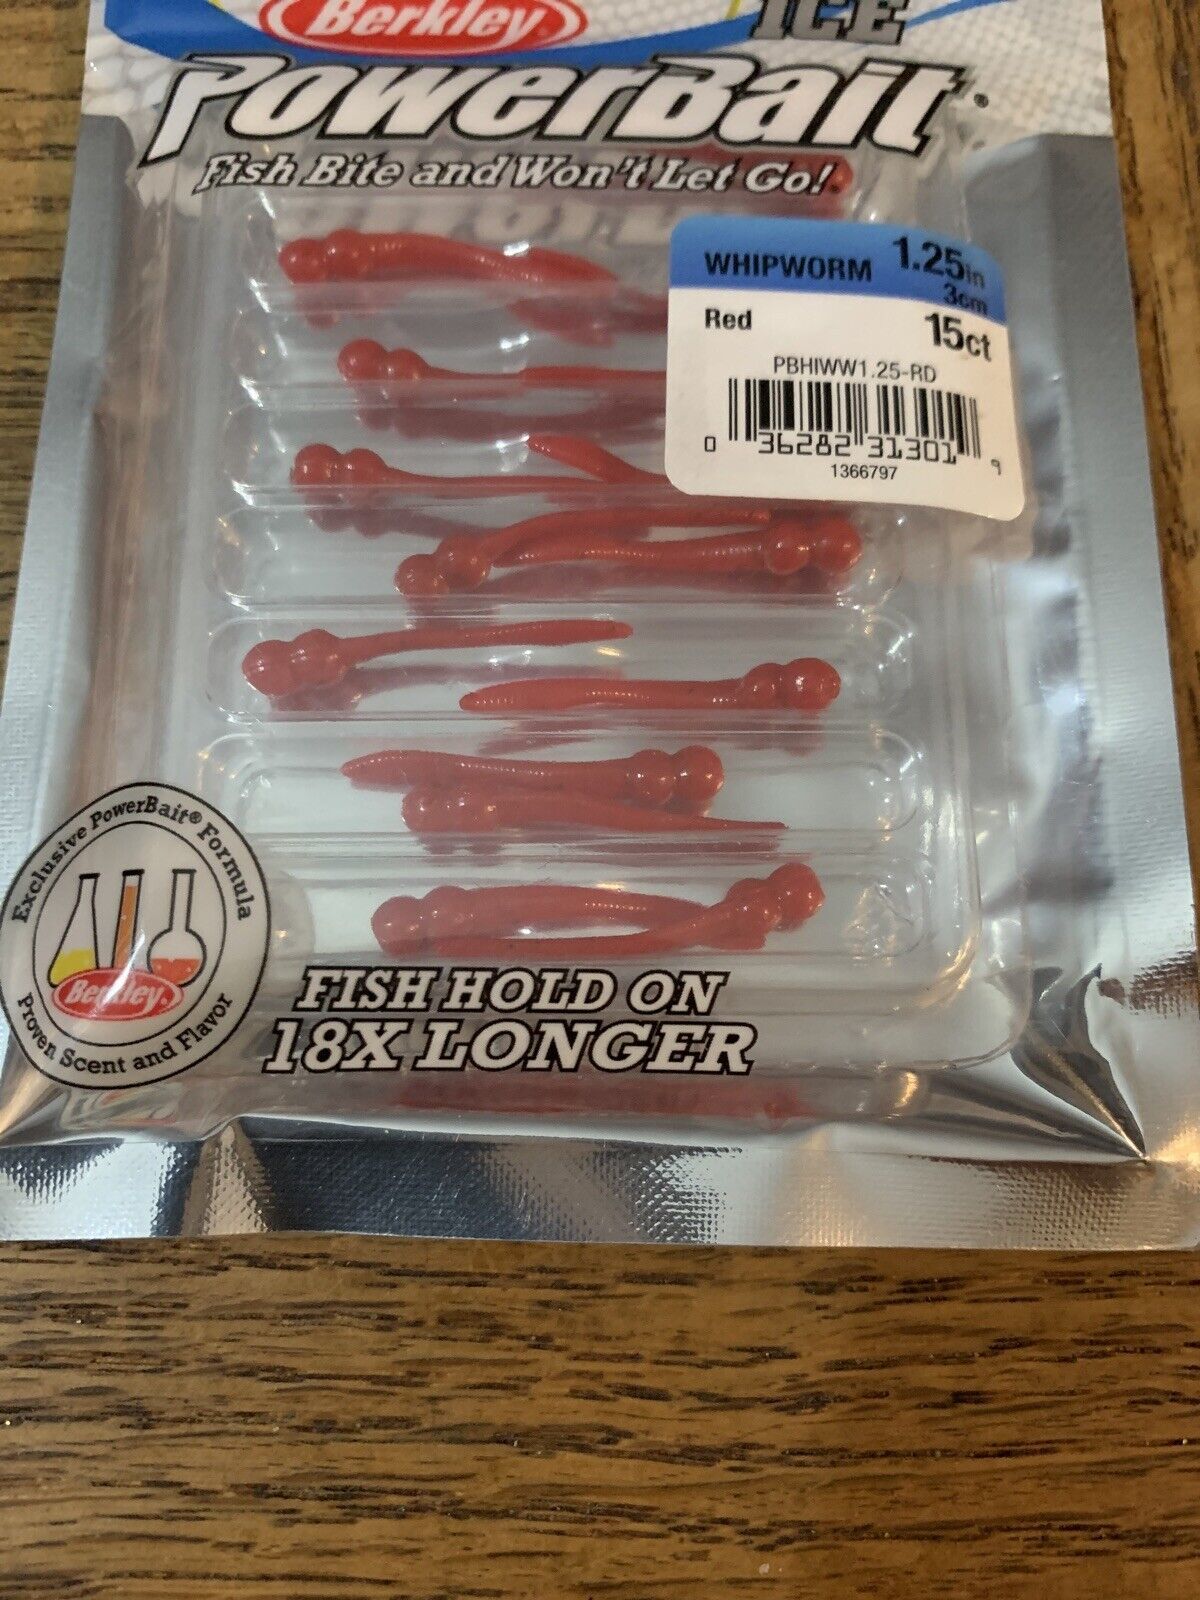 Berkley
ICE
PowerBait®
Fish Bite and Won't Let Go!
WHIPWORM 1.25in
3cm
Red 15ct
PBHIWW1.25-RD
0 36282 31301 9
1366797
Exclusive PowerBait® Formula
Berkley
Proven Scent and Flavor
FISH HOLD ON
18X LONGER